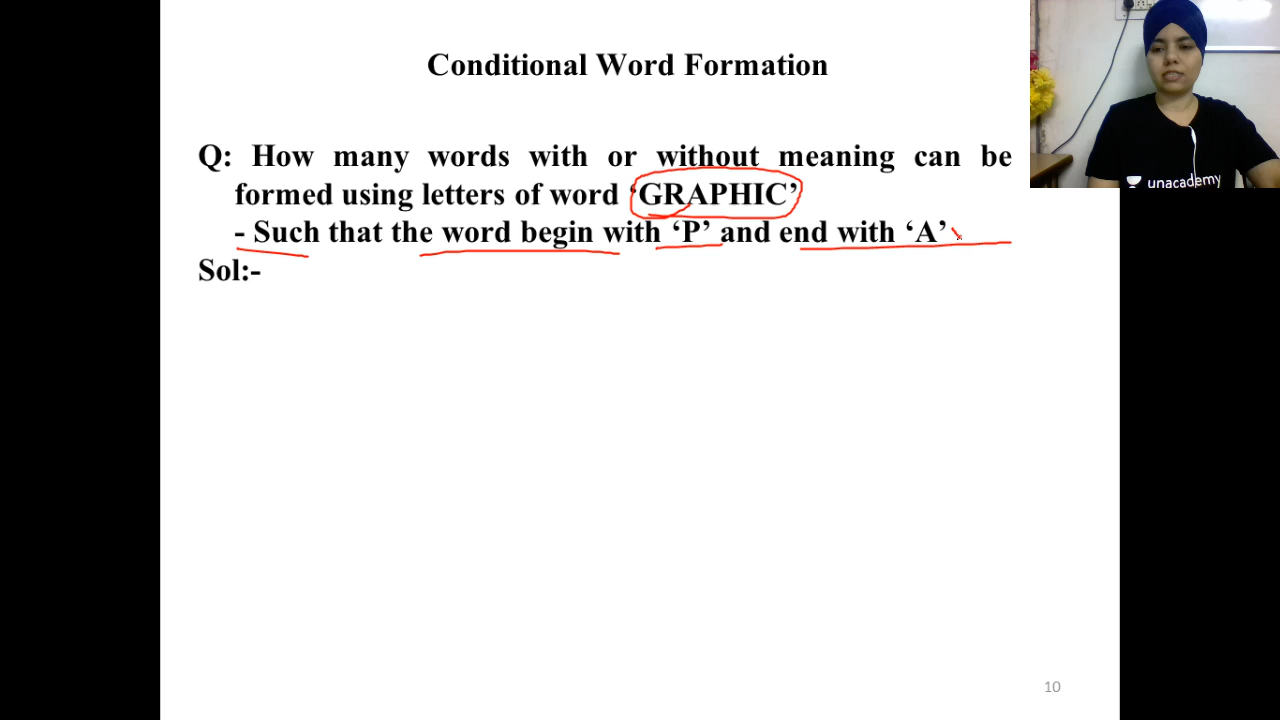 Conditional Word Formation
Q: How many words with or without meaning can be
formed using letters of word ‘GRAPHIC’
- Such that the word begin with ‘P’ and end with ‘A’
Sol:-
unacademy
10